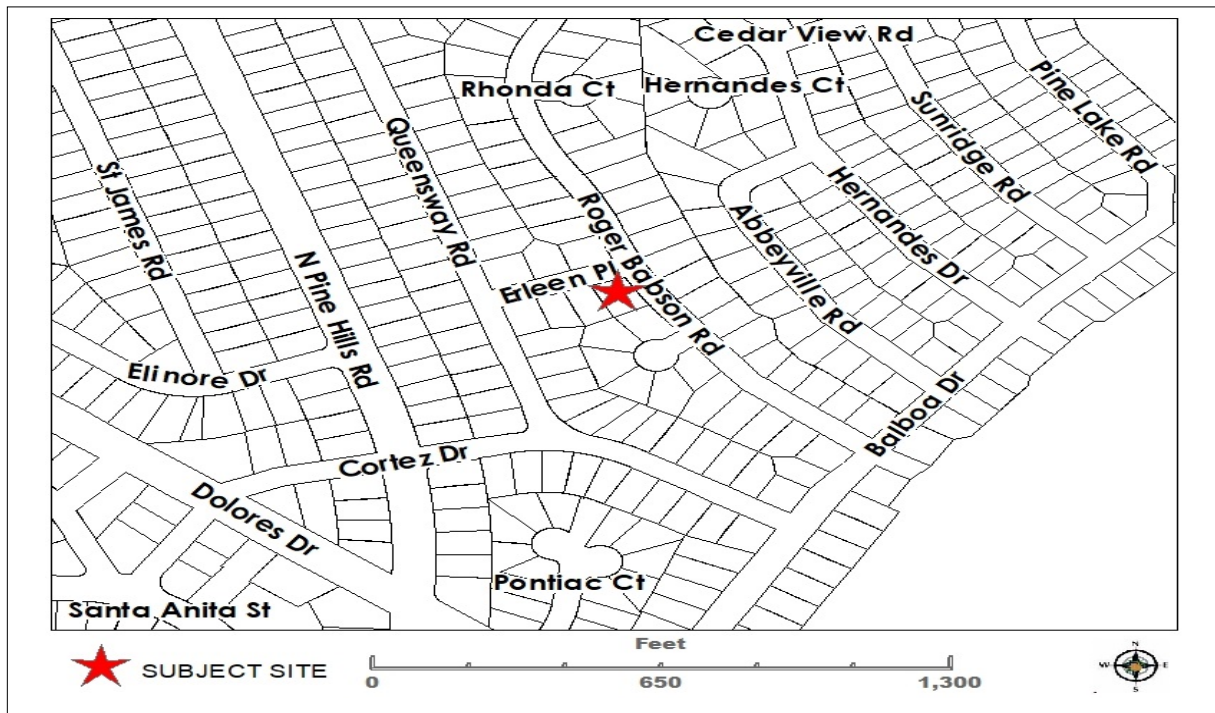 Cedar View Rd
Rhonda Ct
Hernandes Ct
Pine Lake Rd
Sunridge Rd
Queensway Rd
St James Rd
Hernandes Dr
Roger Babson Rd
Abbeyville Rd
N Pine Hills Rd
Erleen Pl
Elinore Dr
Balboa Dr
Cortez Dr
Dolores Dr
Pontiac Ct
Santa Anita St
SUBJECT SITE
Feet
0 650 1,300
N
W E
S